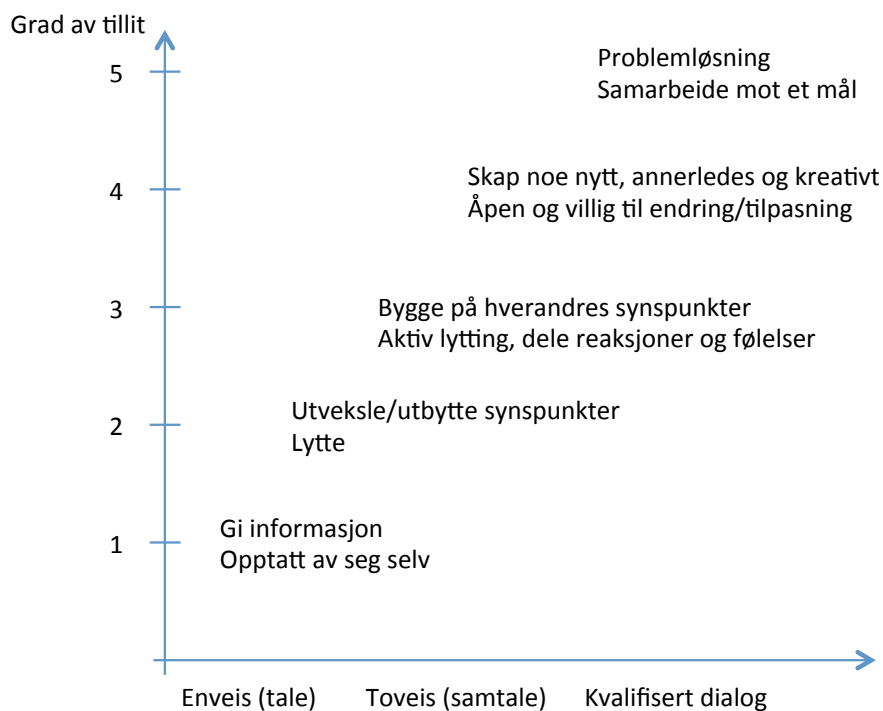 Grad av tillit
5
Problemløsning
Samarbeide mot et mål
4
Skap noe nytt, annerledes og kreativt
Åpen og villig til endring/tilpasning
3
Bygge på hverandres synspunkter
Aktiv lytting, dele reaksjoner og følelser
2
Utveksle/utbytte synspunkter
Lytte
1
Gi informasjon
Opptatt av seg selv
Enveis (tale) Toveis (samtale) Kvalifisert dialog